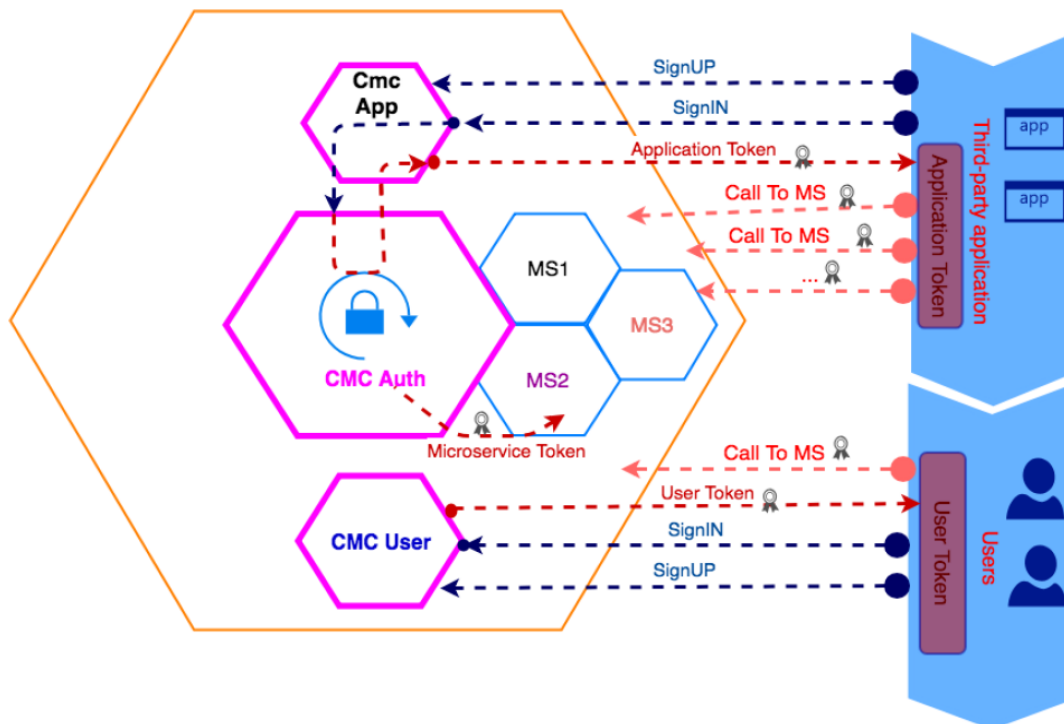 Cmc
App
SignUP
SignIN
Application Token
Call To MS
Call To MS
...
app
app
Third-party application
Application Token
MS1
MS3
MS2
CMC Auth
Microservice Token
Call To MS
User Token
CMC User
SignIN
SignUP
User Token
Users